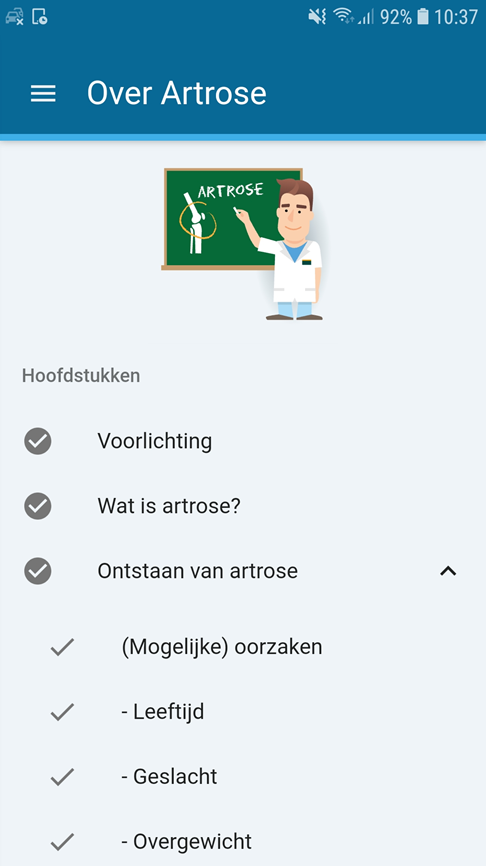 92% 10:37
Over Artrose
ARTROSE
Hoofdstukken
Voorlichting
Wat is artrose?
Ontstaan van artrose
(Mogelijke) oorzaken
- Leeftijd
- Geslacht
- Overgewicht